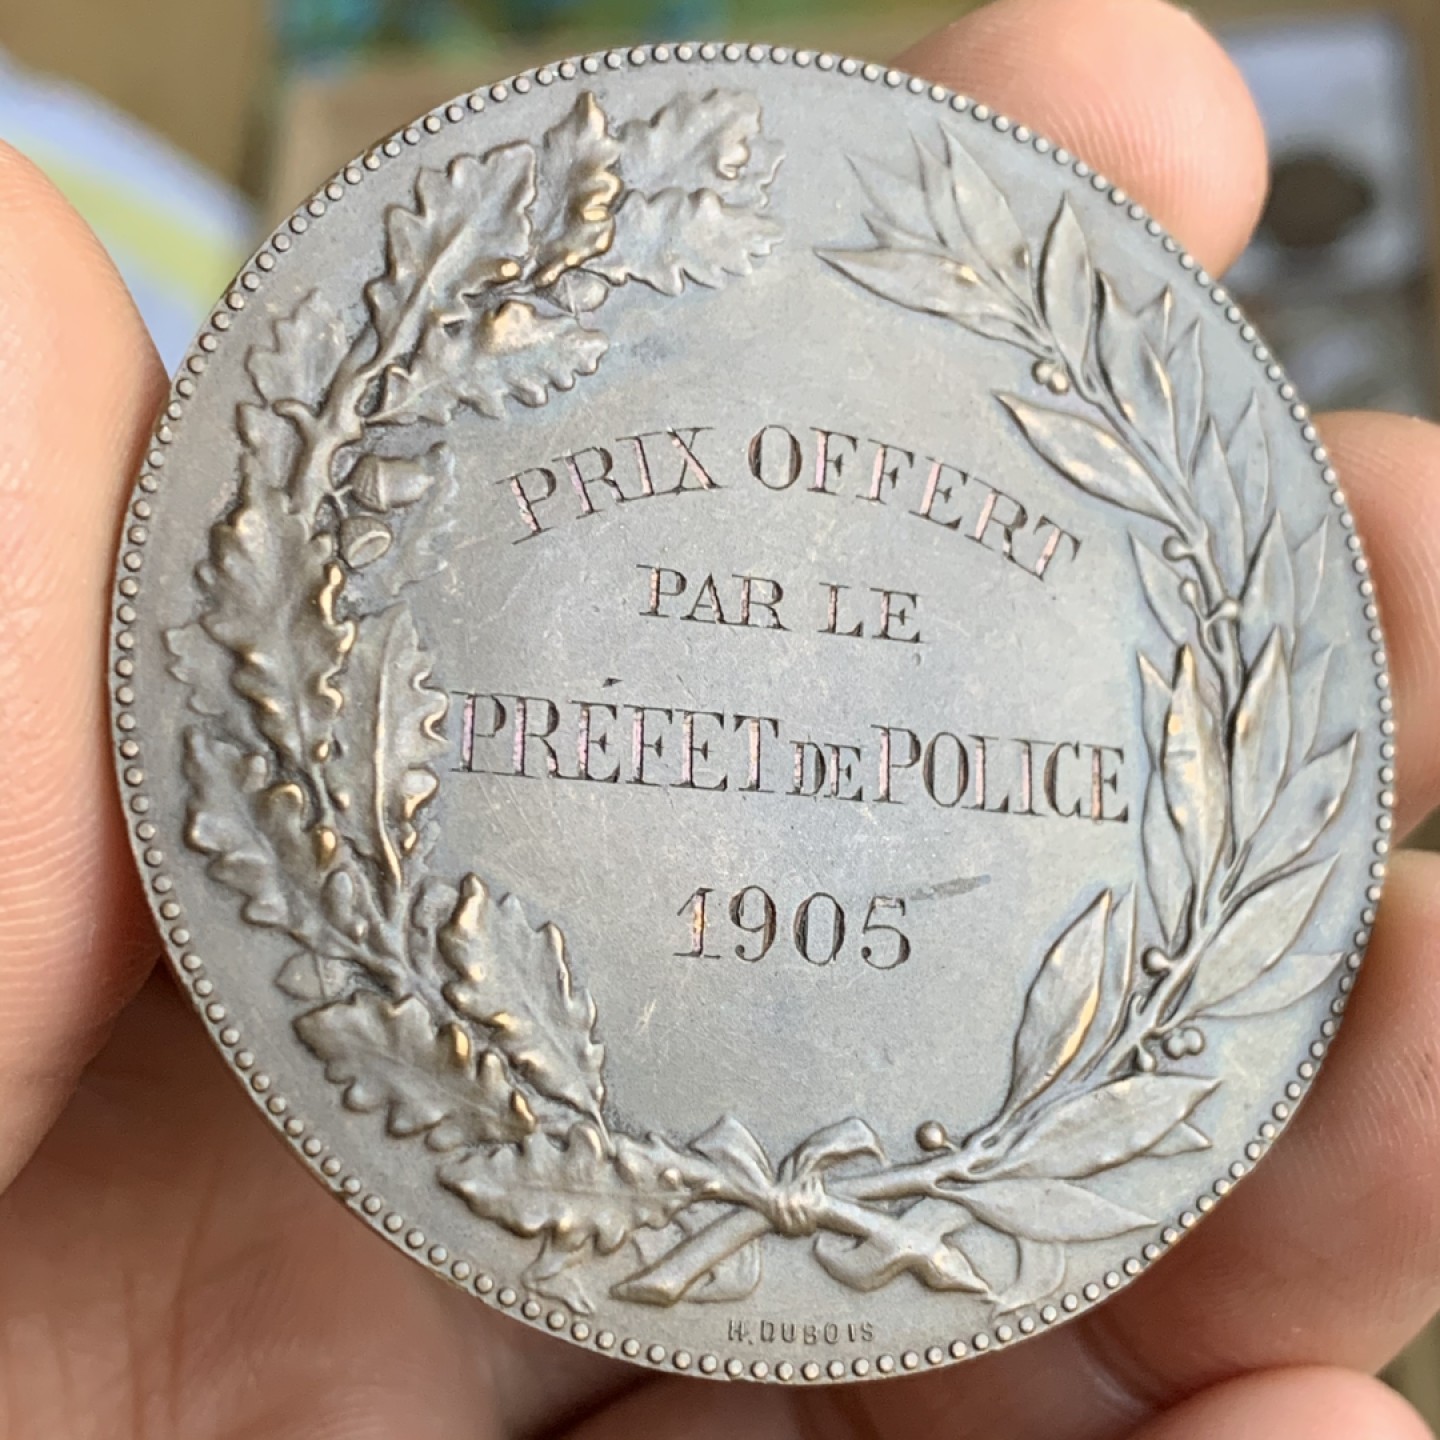 PRIX OFFERT
PAR LE
PRÉFET DE POLICE
1905
H. DUBOIS